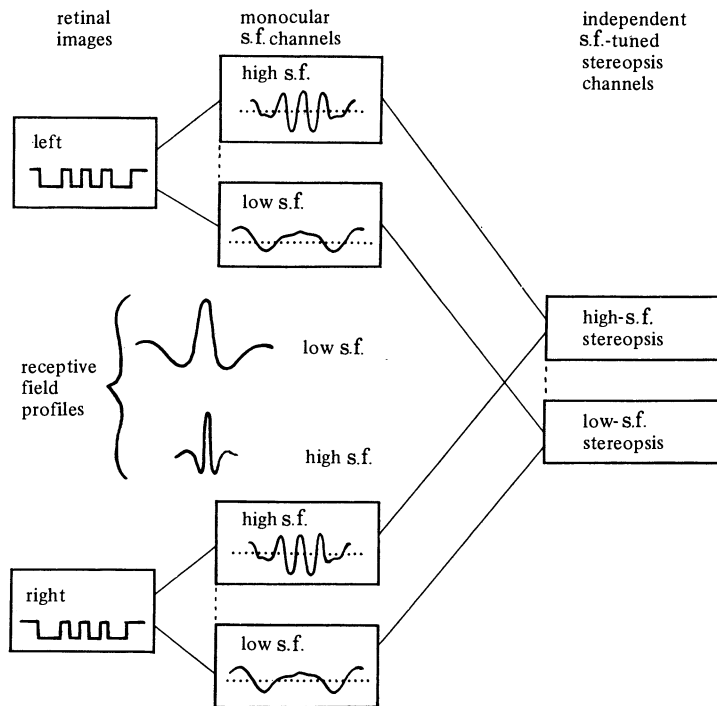 retinal
images
monocular
s.f. channels
independent
s.f.-tuned
stereopsis
channels
high s.f.
left
low s.f.
receptive
field
profiles
low s.f.
high s.f.
high-s.f.
stereopsis
low-s.f.
stereopsis
high s.f.
right
low s.f.